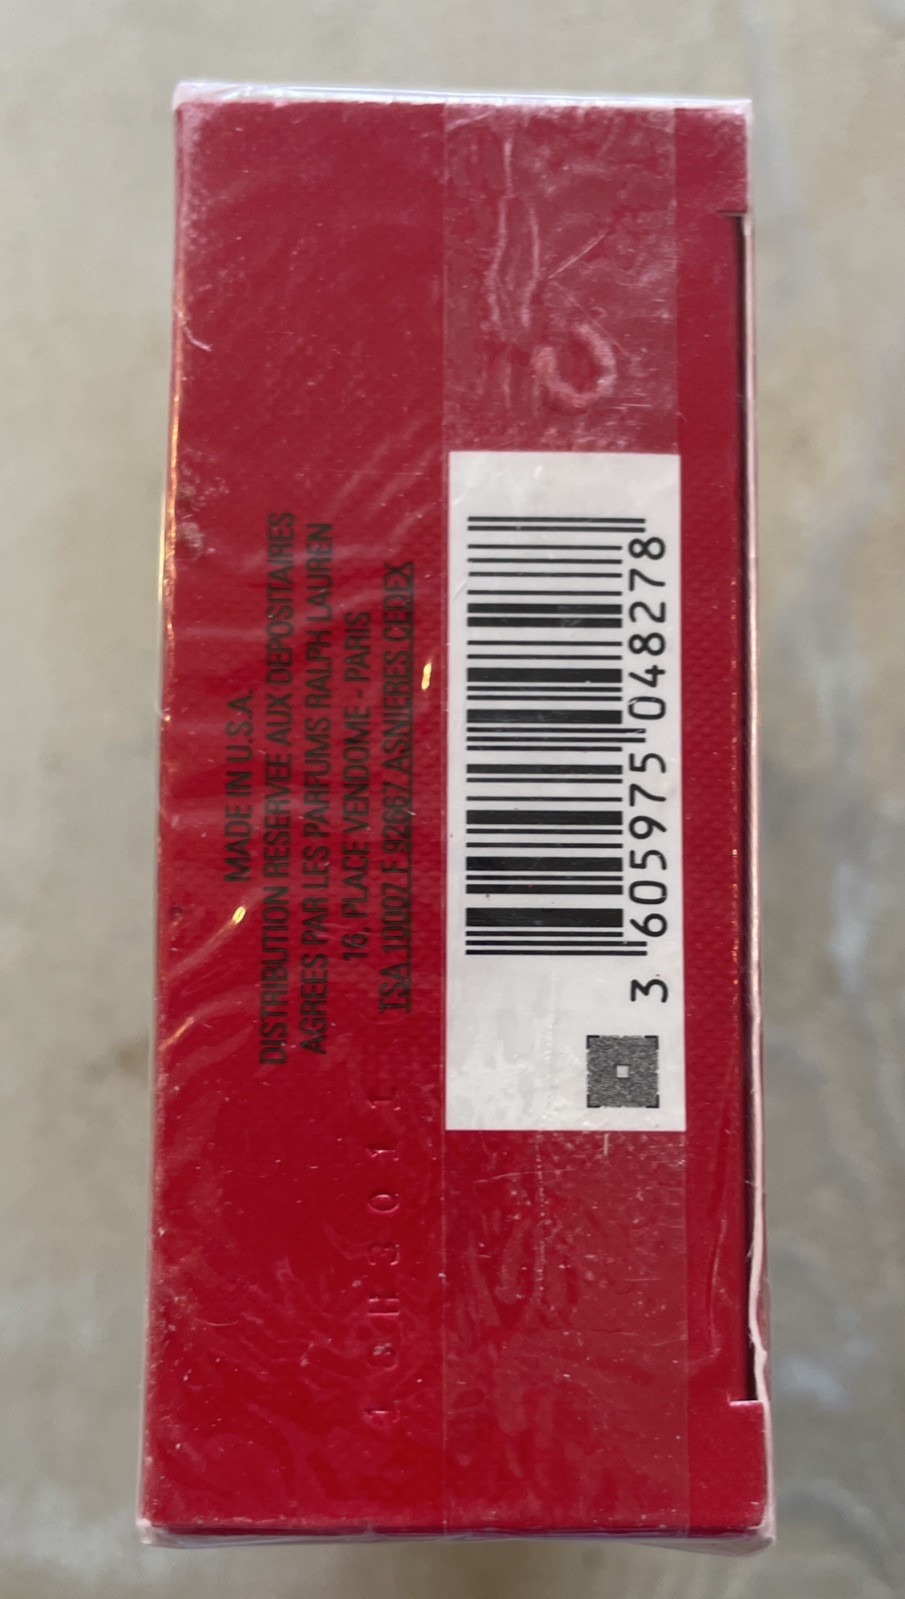 MADE IN U.S.A.
DISTRIBUTION RESERVEE AUX DEPOSITAIRES
AGREES PAR LES PARFUMS RALPH LAUREN
16, PLACE VENDOME - PARIS
TSA 10007 F 92667 ASNIERES CEDEX
3 605975 048278